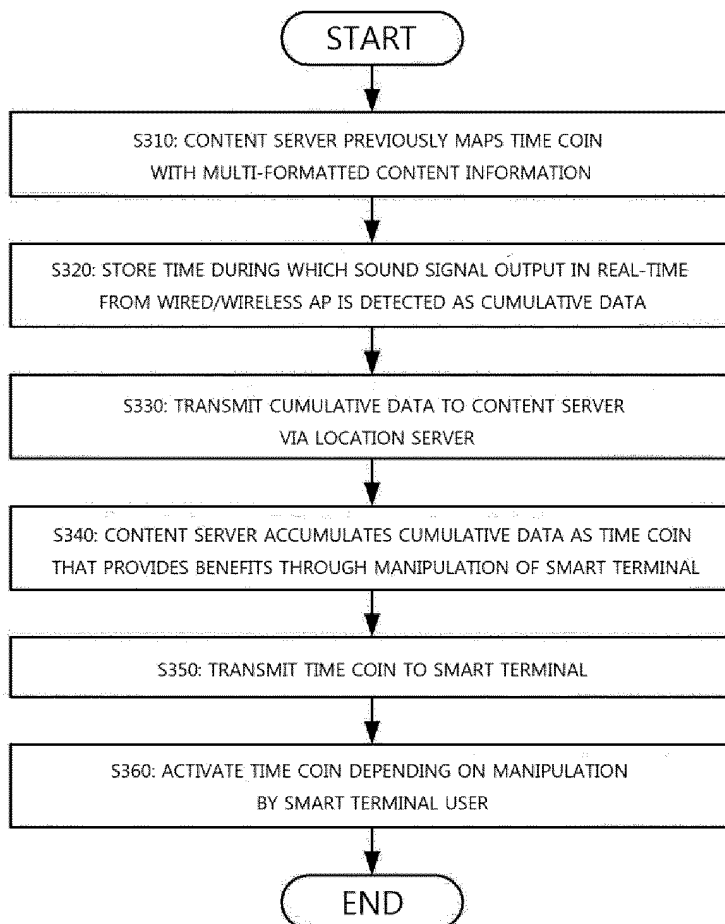 START
S310: CONTENT SERVER PREVIOUSLY MAPS TIME COIN
WITH MULTI-FORMATTED CONTENT INFORMATION
S320: STORE TIME DURING WHICH SOUND SIGNAL OUTPUT IN REAL-TIME
FROM WIRED/WIRELESS AP IS DETECTED AS CUMULATIVE DATA
S330: TRANSMIT CUMULATIVE DATA TO CONTENT SERVER
VIA LOCATION SERVER
S340: CONTENT SERVER ACCUMULATES CUMULATIVE DATA AS TIME COIN
THAT PROVIDES BENEFITS THROUGH MANIPULATION OF SMART TERMINAL
S350: TRANSMIT TIME COIN TO SMART TERMINAL
S360: ACTIVATE TIME COIN DEPENDING ON MANIPULATION
BY SMART TERMINAL USER
END